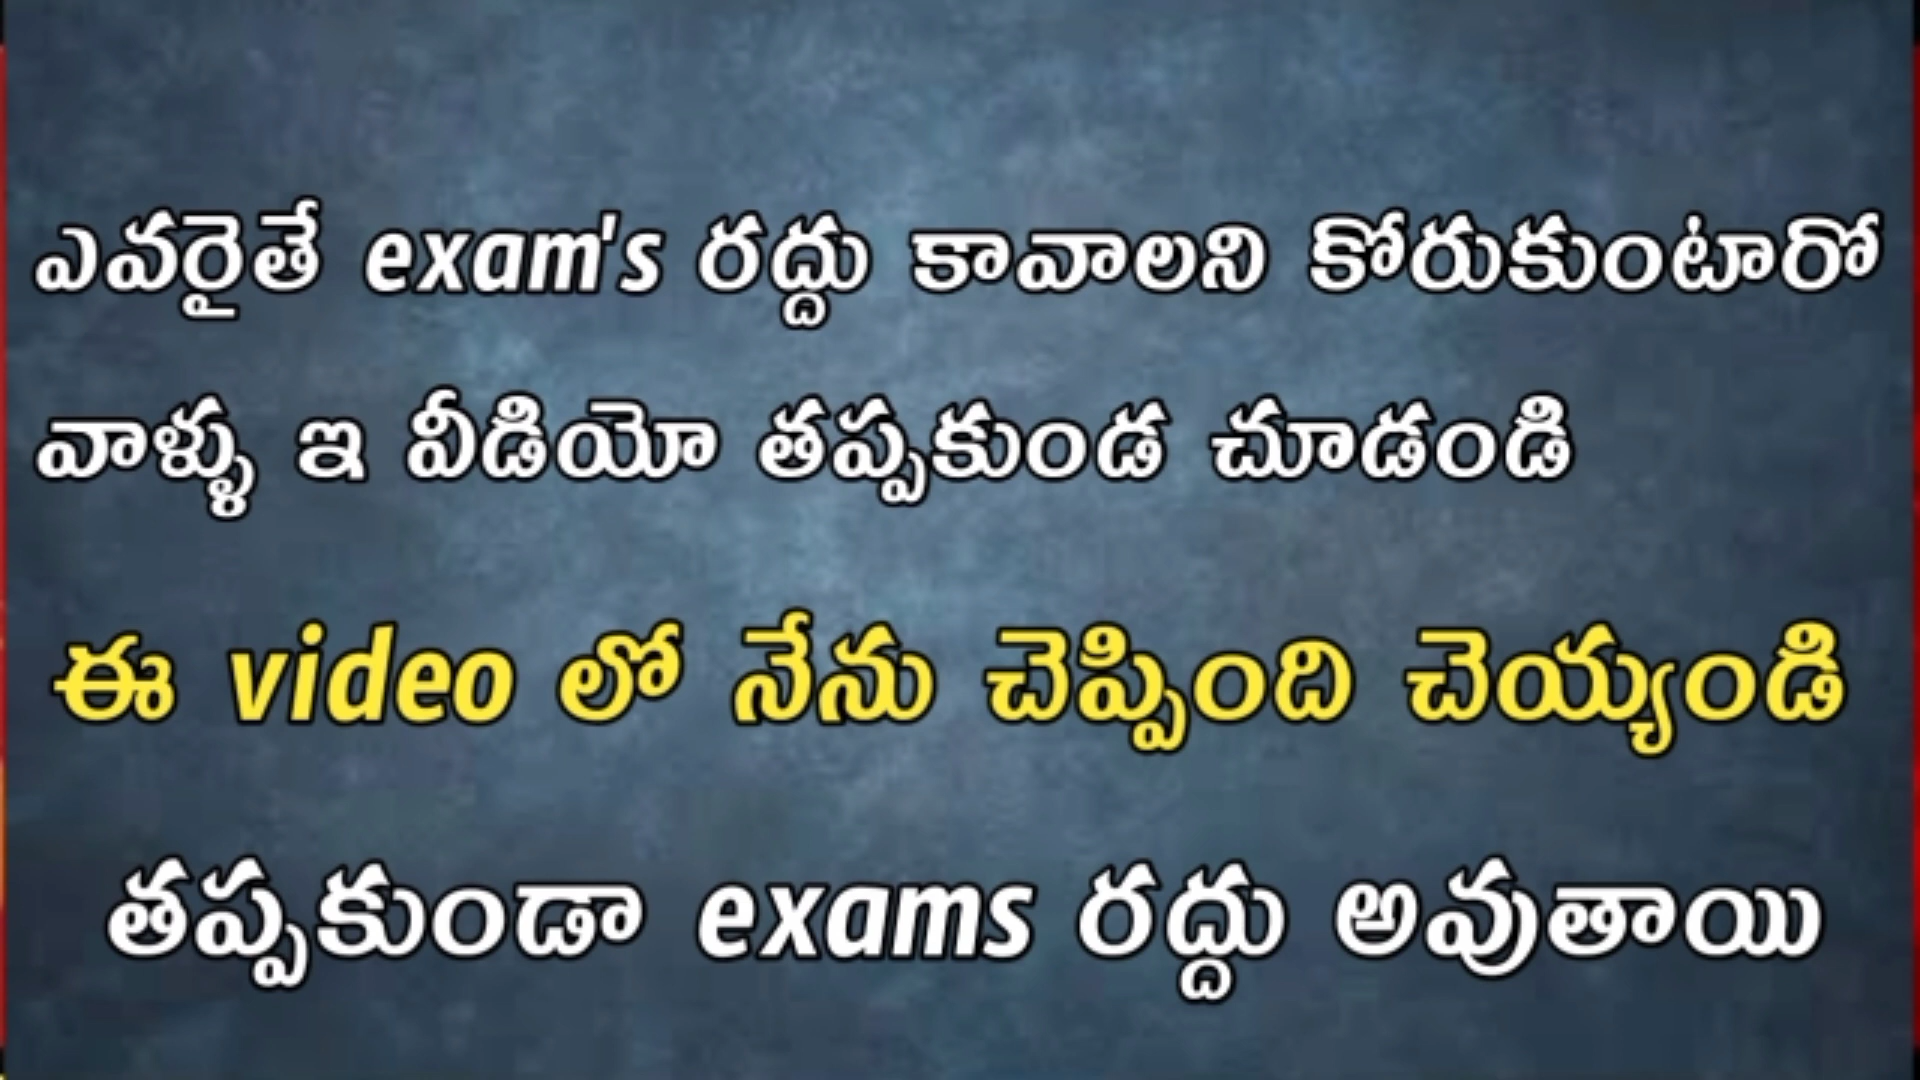 ఎవరైతే exam's రద్దు కావాలని కోరుకుంటారో
వాళ్ళు ఇ వీడియో తప్పకుండ చూడండి
ఈ video లో నేను చెప్పింది చెయ్యండి
తప్పకుండా exams రద్దు అవుతాయి